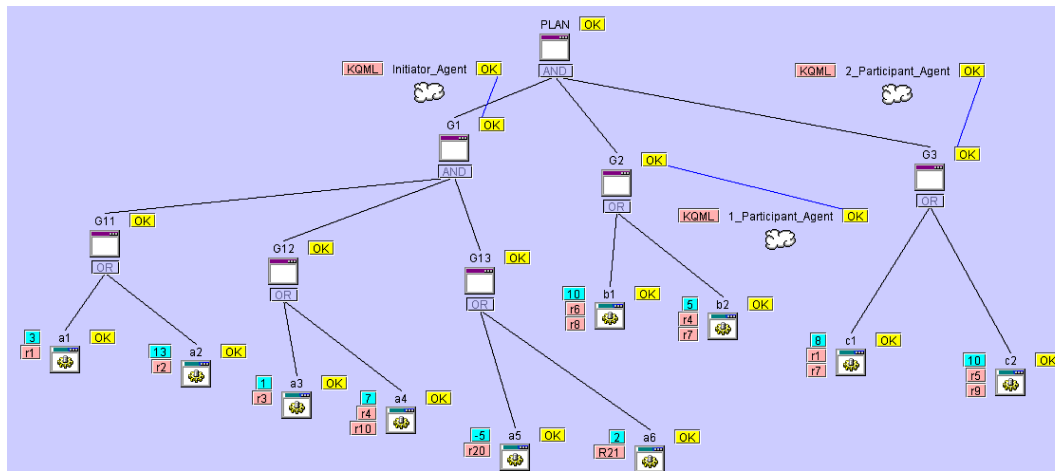 PLAN OK
AND
KQML Initiator_Agent OK
KQML 2_Participant_Agent OK
G1 OK
AND
G2 OK
OR
G3 OK
OR
KQML 1_Participant_Agent OK
G11 OK
OR
G12 OK
OR
G13 OK
OR
10 b1 OK
r6
r8
5 b2 OK
r4
r7
3 a1 OK
r1
13 a2 OK
r2
8 c1 OK
r1
r7
10 c2 OK
r5
r9
1 a3 OK
r3
7 a4 OK
r4
r10
-5 a5 OK
r20
2 a6 OK
R21